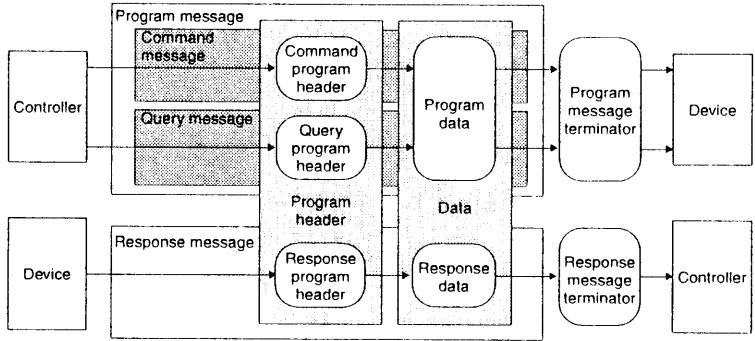 Program message
Command
message
Controller
Command
program
header
Program
data
Program
message
terminator
Device
Query message
Query
program
header
Program
header
Data
Response message
Device
Response
program
header
Response
data
Response
message
terminator
Controller